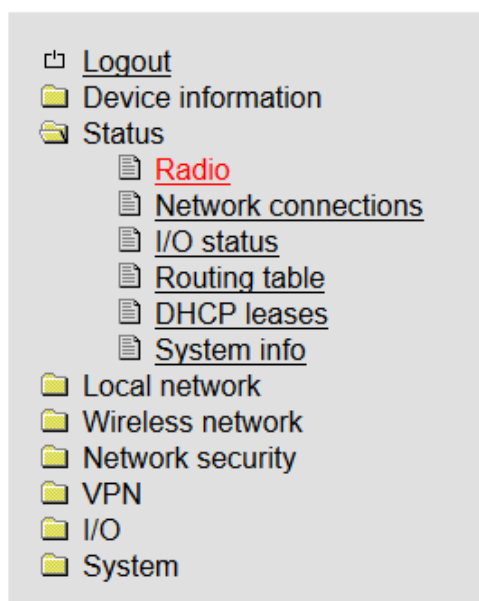 Logout
Device information
Status
Radio
Network connections
I/O status
Routing table
DHCP leases
System info
Local network
Wireless network
Network security
VPN
I/O
System